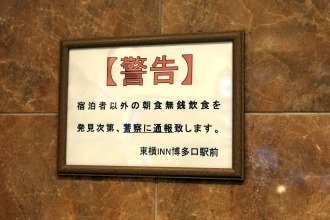 【警告】
宿泊者以外の朝食無銭飲食を
発見次第、警察に通報致します。
東横INN博多口駅前